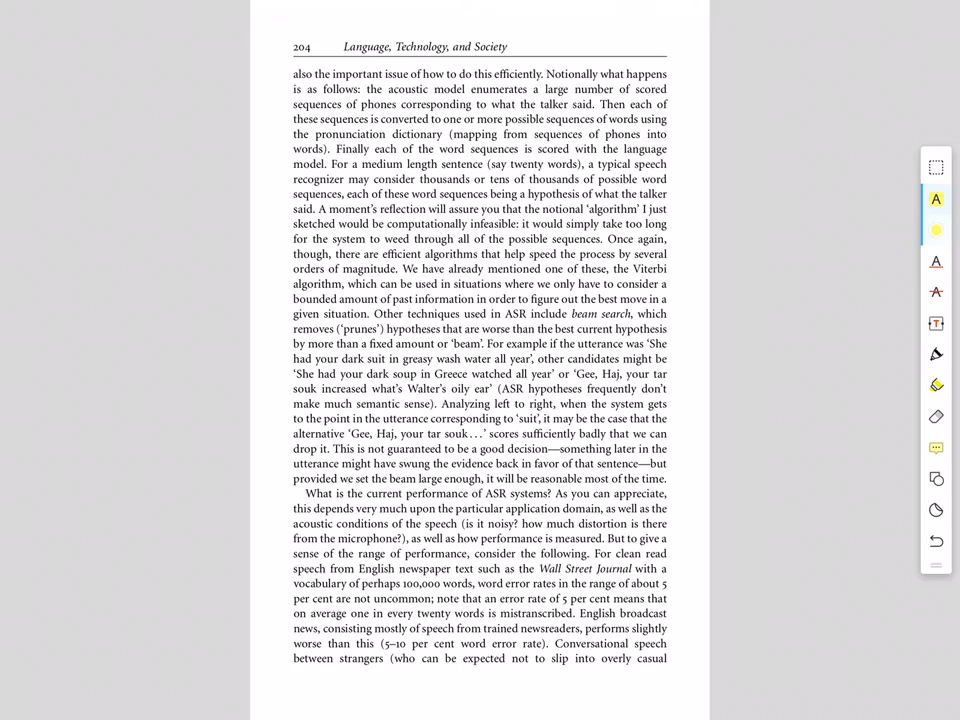 204 Language, Technology, and Society
also the important issue of how to do this efficiently. Notionally what happens
is as follows: the acoustic model enumerates a large number of scored
sequences of phones corresponding to what the talker said. Then each of
these sequences is converted to one or more possible sequences of words using
the pronunciation dictionary (mapping from sequences of phones into
words). Finally each of the word sequences is scored with the language
model. For a medium length sentence (say twenty words), a typical speech
recognizer may consider thousands or tens of thousands of possible word
sequences, each of these word sequences being a hypothesis of what the talker
said. A moment's reflection will assure you that the notional ‘algorithm’ I just
sketched would be computationally infeasible: it would simply take too long
for the system to weed through all of the possible sequences. Once again,
though, there are efficient algorithms that help speed the process by several
orders of magnitude. We have already mentioned one of these, the Viterbi
algorithm, which can be used in situations where we only have to consider a
bounded amount of past information in order to figure out the best move in a
given situation. Other techniques used in ASR include beam search, which
removes (‘prunes’) hypotheses that are worse than the best current hypothesis
by more than a fixed amount or ‘beam’. For example if the utterance was ‘She
had your dark suit in greasy wash water all year’, other candidates might be
‘She had your dark soup in Greece watched all year’ or ‘Gee, Haj, your tar
souk increased what’s Walter’s oily ear’ (ASR hypotheses frequently don’t
make much semantic sense). Analyzing left to right, when the system gets
to the point in the utterance corresponding to ‘suit’, it may be the case that the
alternative ‘Gee, Haj, your tar souk...’ scores sufficiently badly that we can
drop it. This is not guaranteed to be a good decision—something later in the
utterance might have swung the evidence back in favor of that sentence—but
provided we set the beam large enough, it will be reasonable most of the time.
What is the current performance of ASR systems? As you can appreciate,
this depends very much upon the particular application domain, as well as the
acoustic conditions of the speech (is it noisy? how much distortion is there
from the microphone?), as well as how performance is measured. But to give a
sense of the range of performance, consider the following. For clean read
speech from English newspaper text such as the Wall Street Journal with a
vocabulary of perhaps 100,000 words, word error rates in the range of about 5
per cent are not uncommon; note that an error rate of 5 per cent means that
on average one in every twenty words is mistranscribed. English broadcast
news, consisting mostly of speech from trained newsreaders, performs slightly
worse than this (5–10 per cent word error rate). Conversational speech
between strangers (who can be expected not to slip into overly casual
A
A
A
T